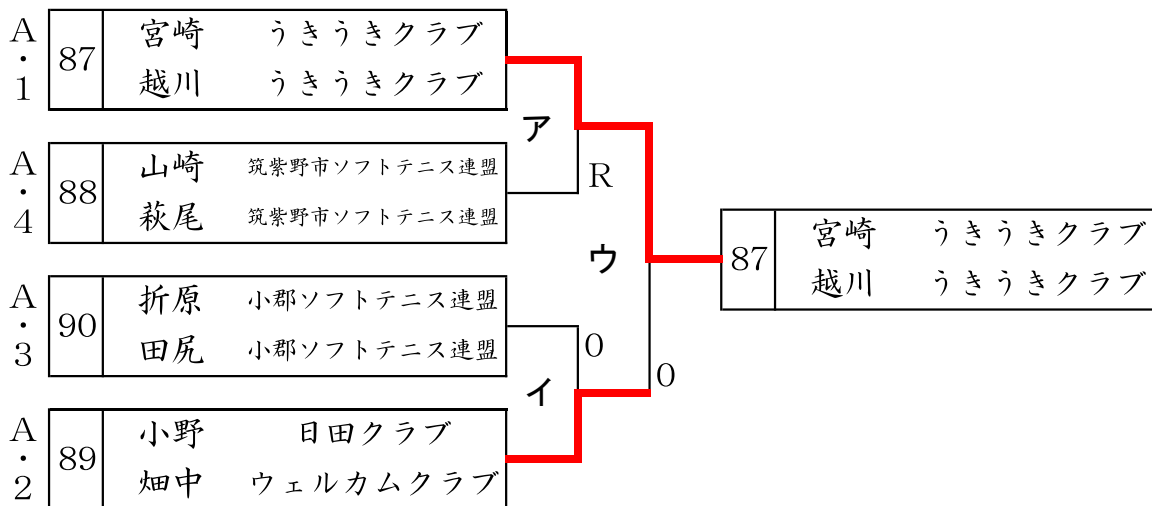 A・1 87 宮崎 うきうきクラブ
越川 うきうきクラブ
ア
A・4 88 山崎 筑紫野市ソフトテニス連盟
萩尾 筑紫野市ソフトテニス連盟
R
ウ
87 宮崎 うきうきクラブ
越川 うきうきクラブ
A・3 90 折原 小郡ソフトテニス連盟
田尻 小郡ソフトテニス連盟
0
イ
0
A・2 89 小野 日田クラブ
畑中 ウェルカムクラブ